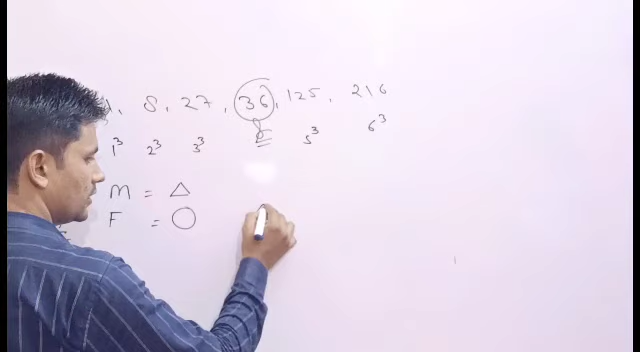 1, 8, 27, 36, 125, 216
1³ 2³ 3³ 5³ 6³
M = △
F = ○